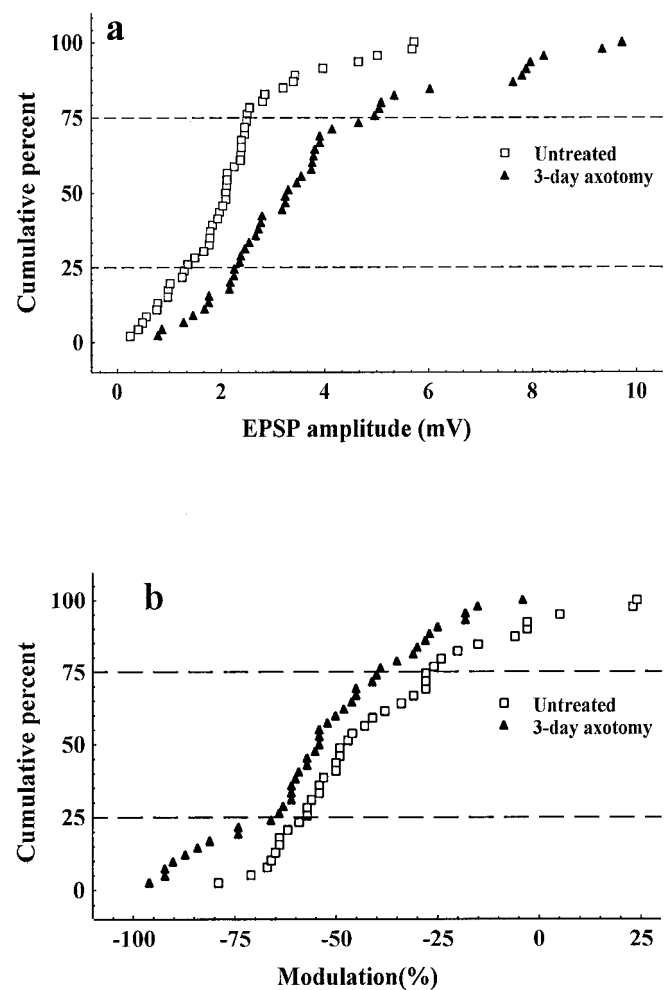 a
100
75
50
25
0
Cumulative percent
Untreated
3-day axotomy
0 2 4 6 8 10
EPSP amplitude (mV)
b
100
75
50
25
0
Cumulative percent
Untreated
3-day axotomy
-100 -75 -50 -25 0 25
Modulation(%)